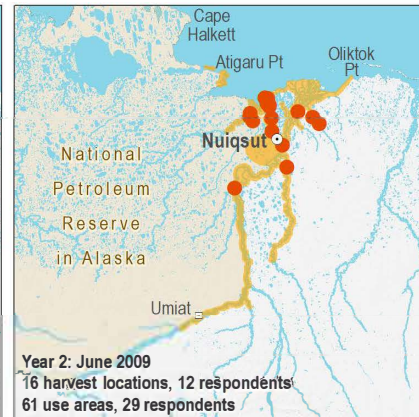 Cape
Halkett
Atigaru Pt
Oliktok
Pt
Nuiqsut
National
Petroleum
Reserve
in Alaska
Umiat
Year 2: June 2009
16 harvest locations, 12 respondents
61 use areas, 29 respondents